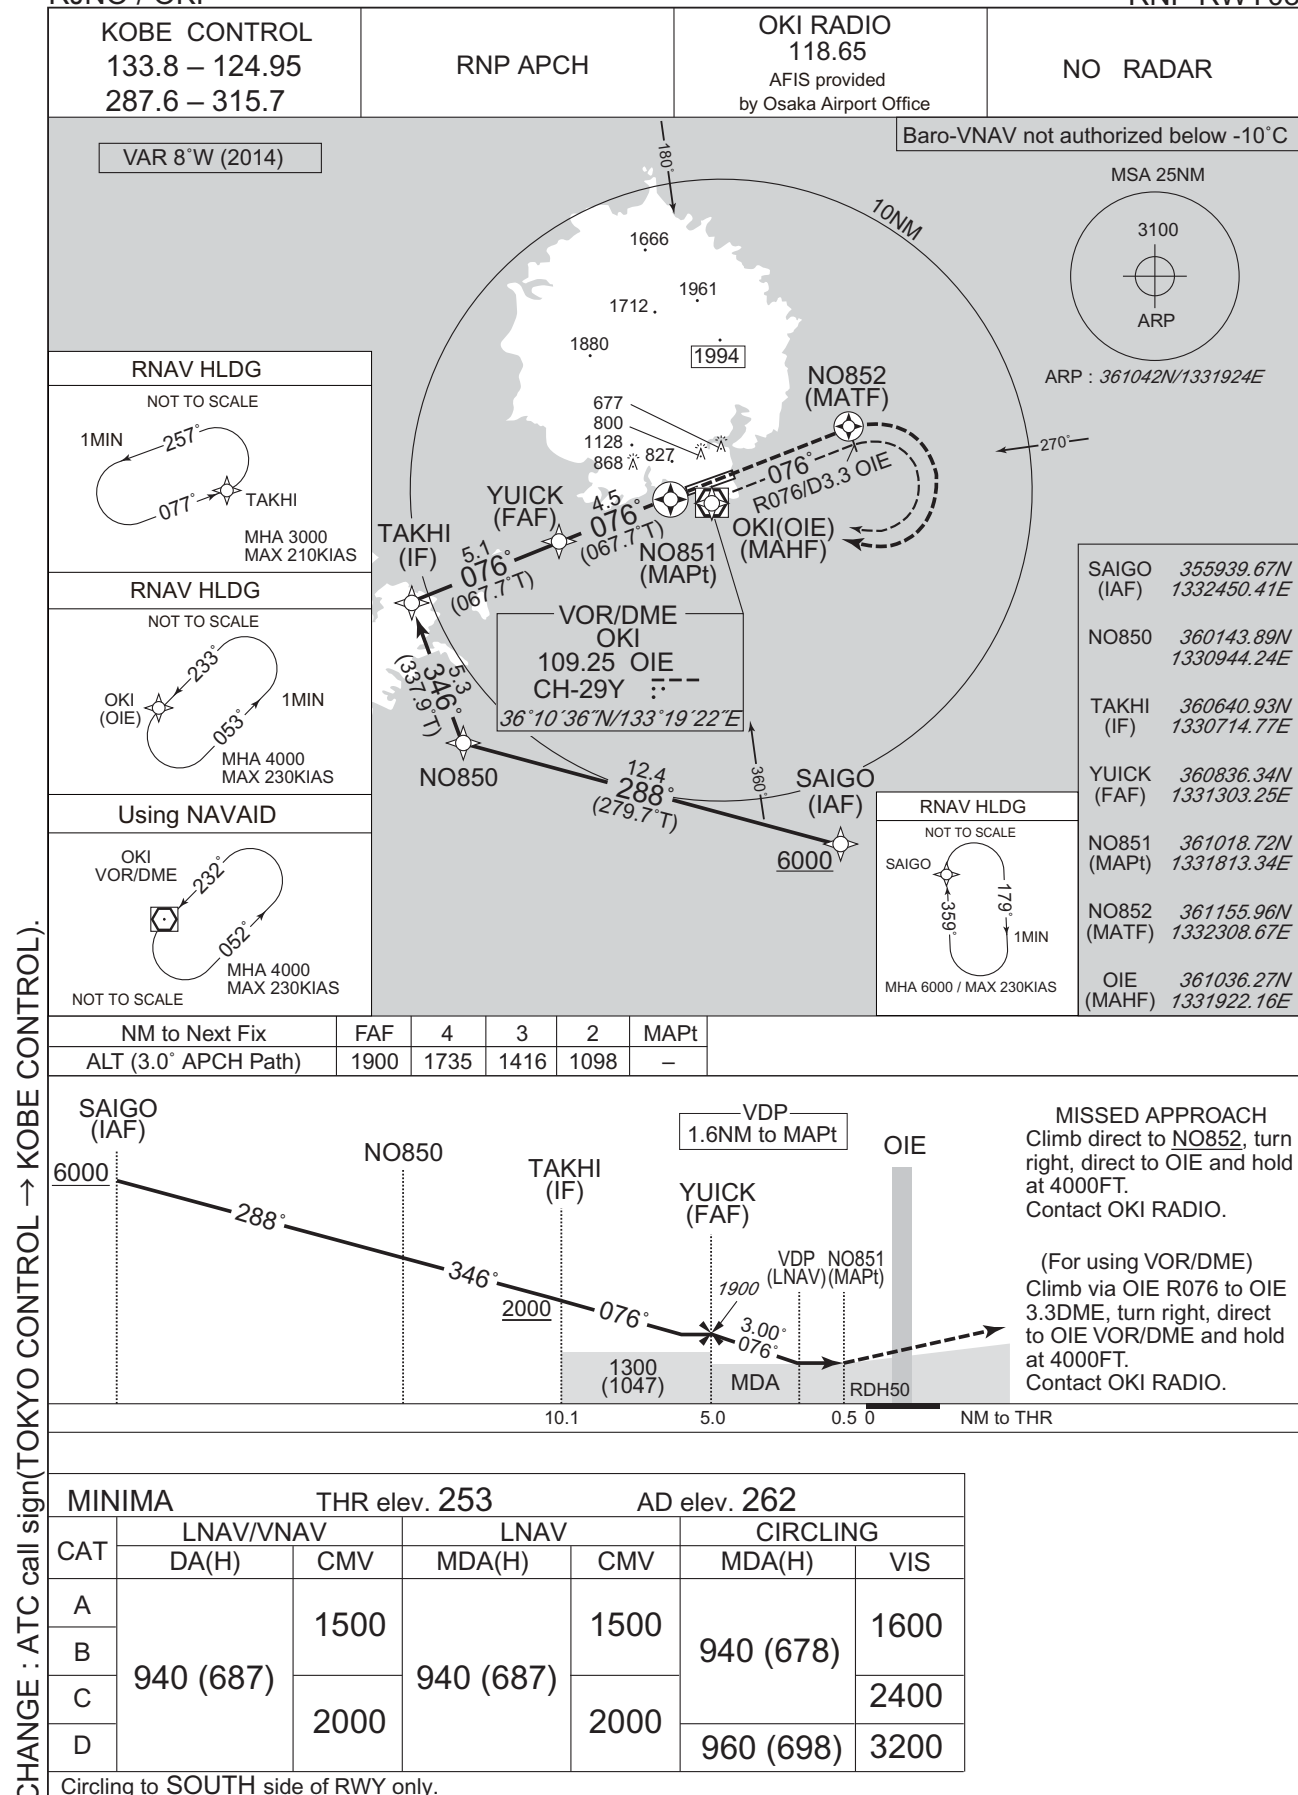 KOBE CONTROL
133.8 – 124.95
287.6 – 315.7
RNP APCH
OKI RADIO
118.65
AFIS provided
by Osaka Airport Office
NO RADAR
VAR 8°W (2014)
Baro-VNAV not authorized below -10°C
MSA 25NM
3100
ARP
ARP : 361042N/1331924E
180°
10NM
1666
1961
1712
1880
1994
677
800
1128
868
827
270°
NO852
(MATF)
076°
R076/D3.3 OIE
OKI(OIE)
(MAHF)
NO851
(MAPt)
YUICK
(FAF)
4.5
076°
(067.7°T)
TAKHI
(IF)
5.1
076°
(067.7°T)
5.3
346°
(337.9°T)
NO850
12.4
288°
(279.7°T)
360°
SAIGO
(IAF)
6000
VOR/DME
OKI
109.25 OIE
CH-29Y
36°10′36″N/133°19′22″E
RNAV HLDG
NOT TO SCALE
1MIN
257°
077°
TAKHI
MHA 3000
MAX 210KIAS
RNAV HLDG
NOT TO SCALE
233°
OKI
(OIE)
1MIN
053°
MHA 4000
MAX 230KIAS
Using NAVAID
OKI
VOR/DME
232°
052°
MHA 4000
MAX 230KIAS
NOT TO SCALE
RNAV HLDG
NOT TO SCALE
SAIGO
179°
359°
1MIN
MHA 6000 / MAX 230KIAS
SAIGO 355939.67N
(IAF) 1332450.41E
NO850 360143.89N
1330944.24E
TAKHI 360640.93N
(IF) 1330714.77E
YUICK 360836.34N
(FAF) 1331303.25E
NO851 361018.72N
(MAPt) 1331813.34E
NO852 361155.96N
(MATF) 1332308.67E
OIE 361036.27N
(MAHF) 1331922.16E
NM to Next Fix FAF 4 3 2 MAPt
ALT (3.0° APCH Path) 1900 1735 1416 1098 –
SAIGO
(IAF)
6000
288°
NO850
346°
TAKHI
(IF)
2000
076°
YUICK
(FAF)
1900
3.00°
076°
VDP
1.6NM to MAPt
VDP
(LNAV)
NO851
(MAPt)
OIE
1300
(1047)
MDA
RDH50
10.1 5.0 0.5 0 NM to THR
MISSED APPROACH
Climb direct to NO852, turn
right, direct to OIE and hold
at 4000FT.
Contact OKI RADIO.
(For using VOR/DME)
Climb via OIE R076 to OIE
3.3DME, turn right, direct
to OIE VOR/DME and hold
at 4000FT.
Contact OKI RADIO.
MINIMA THR elev. 253 AD elev. 262
CAT LNAV/VNAV LNAV CIRCLING
DA(H) CMV MDA(H) CMV MDA(H) VIS
A
B
C
D
940 (687)
1500
2000
940 (687)
1500
2000
940 (678)
960 (698)
1600
2400
3200
Circling to SOUTH side of RWY only.
CHANGE : ATC call sign(TOKYO CONTROL → KOBE CONTROL).